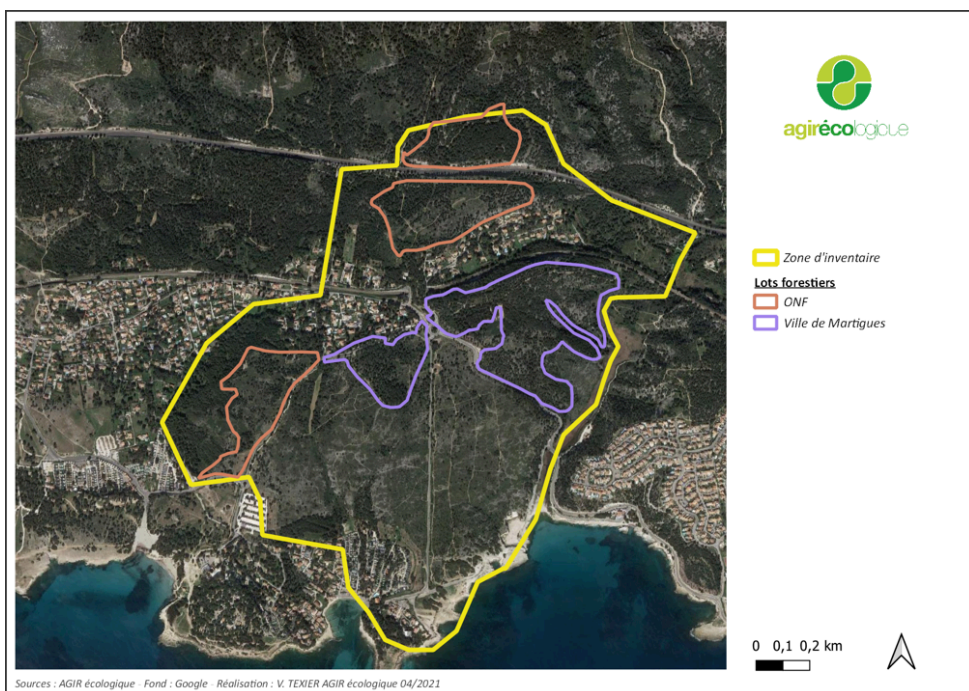 agirécologique
Zone d'inventaire
Lots forestiers
ONF
Ville de Martigues
0 0,1 0,2 km
Sources : AGIR écologique - Fond : Google - Réalisation : V. TEXIER AGIR écologique 04/2021